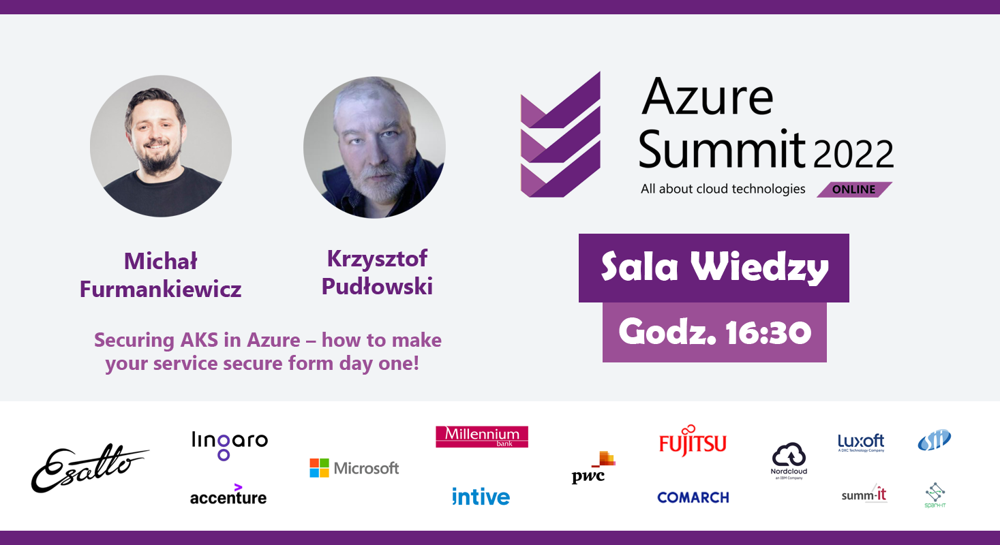 Azure
Summit 2022
All about cloud technologies ONLINE
Michał
Furmankiewicz
Krzysztof
Pudłowski
Securing AKS in Azure – how to make
your service secure form day one!
Sala Wiedzy
Godz. 16:30
Esatto
lingaro
accenture
Microsoft
Millennium
bank
intive
pwc
FUJITSU
COMARCH
Nordcloud
an IBM Company
Luxoft
A DXC Technology Company
summ-it
SII
spark-it